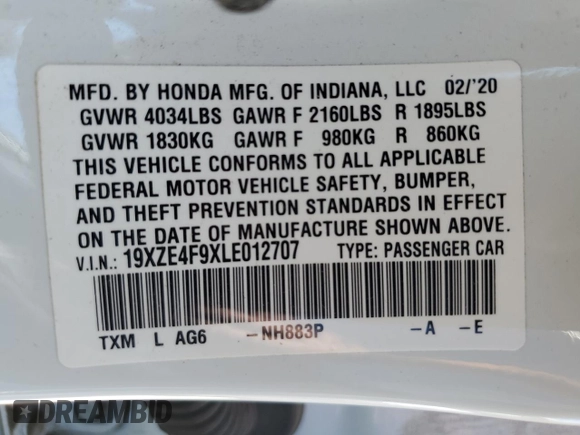 MFD. BY HONDA MFG. OF INDIANA, LLC 02/'20
GVWR 4034LBS GAWR F 2160LBS R 1895LBS
GVWR 1830KG GAWR F 980KG R 860KG
THIS VEHICLE CONFORMS TO ALL APPLICABLE
FEDERAL MOTOR VEHICLE SAFETY, BUMPER,
AND THEFT PREVENTION STANDARDS IN EFFECT
ON THE DATE OF MANUFACTURE SHOWN ABOVE.
V.I.N.: 19XZE4F9XLE012707 TYPE: PASSENGER CAR
TXM L AG6 -NH883P -A -E
DREAMBID